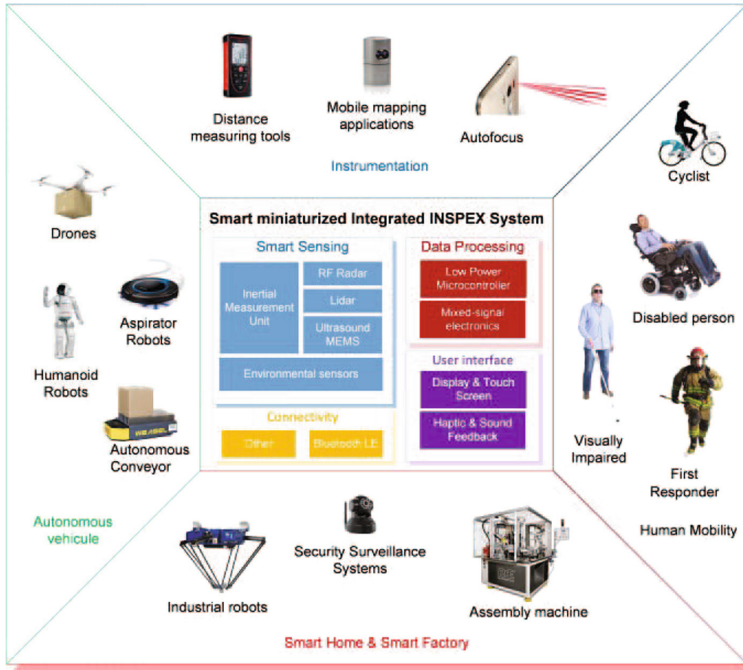 Distance
measuring tools
Mobile mapping
applications
Autofocus
Instrumentation
Cyclist
Drones
Smart miniaturized Integrated INSPEX System
Smart Sensing
Data Processing
Inertial
Measurement
Unit
RF Radar
Lidar
Ultrasound
MEMS
Environmental sensors
Low Power
Microcontroller
Mixed-signal
electronics
User interface
Display & Touch
Screen
Haptic & Sound
Feedback
Connectivity
Other
Bluetooth LE
Aspirator
Robots
Humanoid
Robots
Autonomous
Conveyor
Autonomous
vehicule
Disabled person
Visually
Impaired
First
Responder
Human Mobility
Industrial robots
Security Surveillance
Systems
Assembly machine
Smart Home & Smart Factory